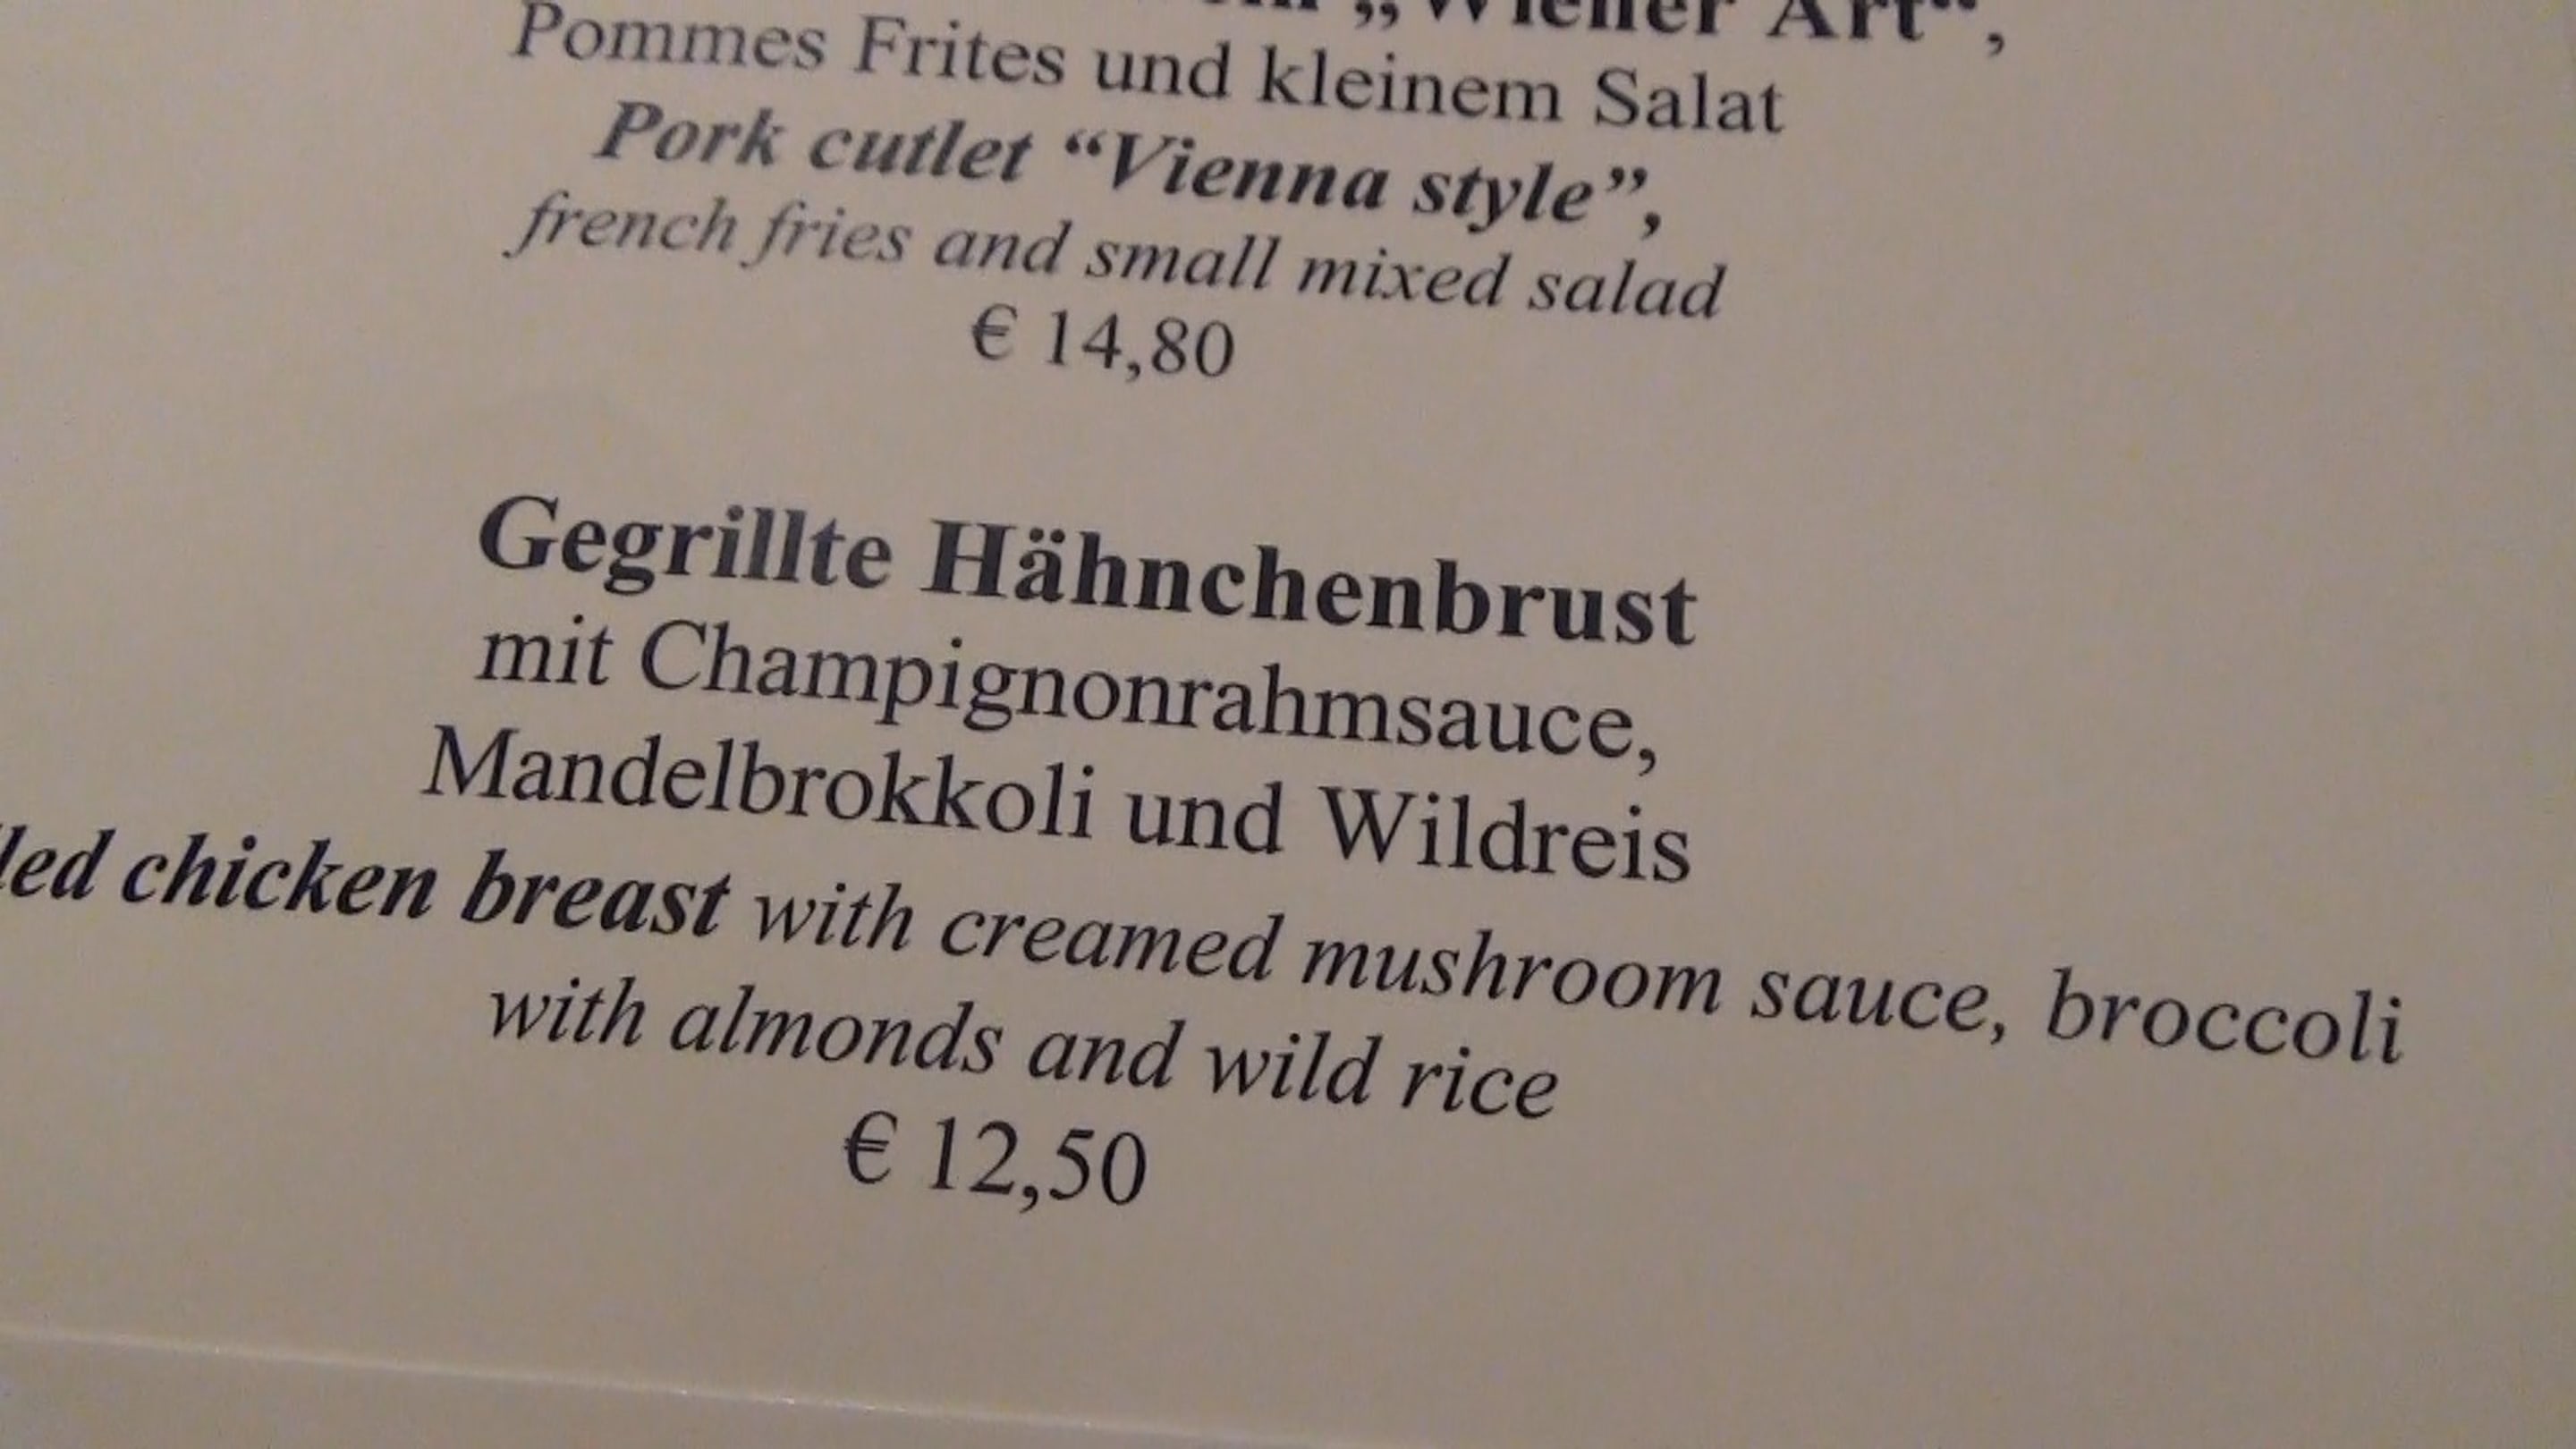 „Wiener Art“,
Pommes Frites und kleinem Salat
Pork cutlet “Vienna style”,
french fries and small mixed salad
€ 14,80
Gegrillte Hähnchenbrust
mit Champignonrahmsauce,
Mandelbrokkoli und Wildreis
chicken breast with creamed mushroom sauce, broccoli
with almonds and wild rice
€ 12,50